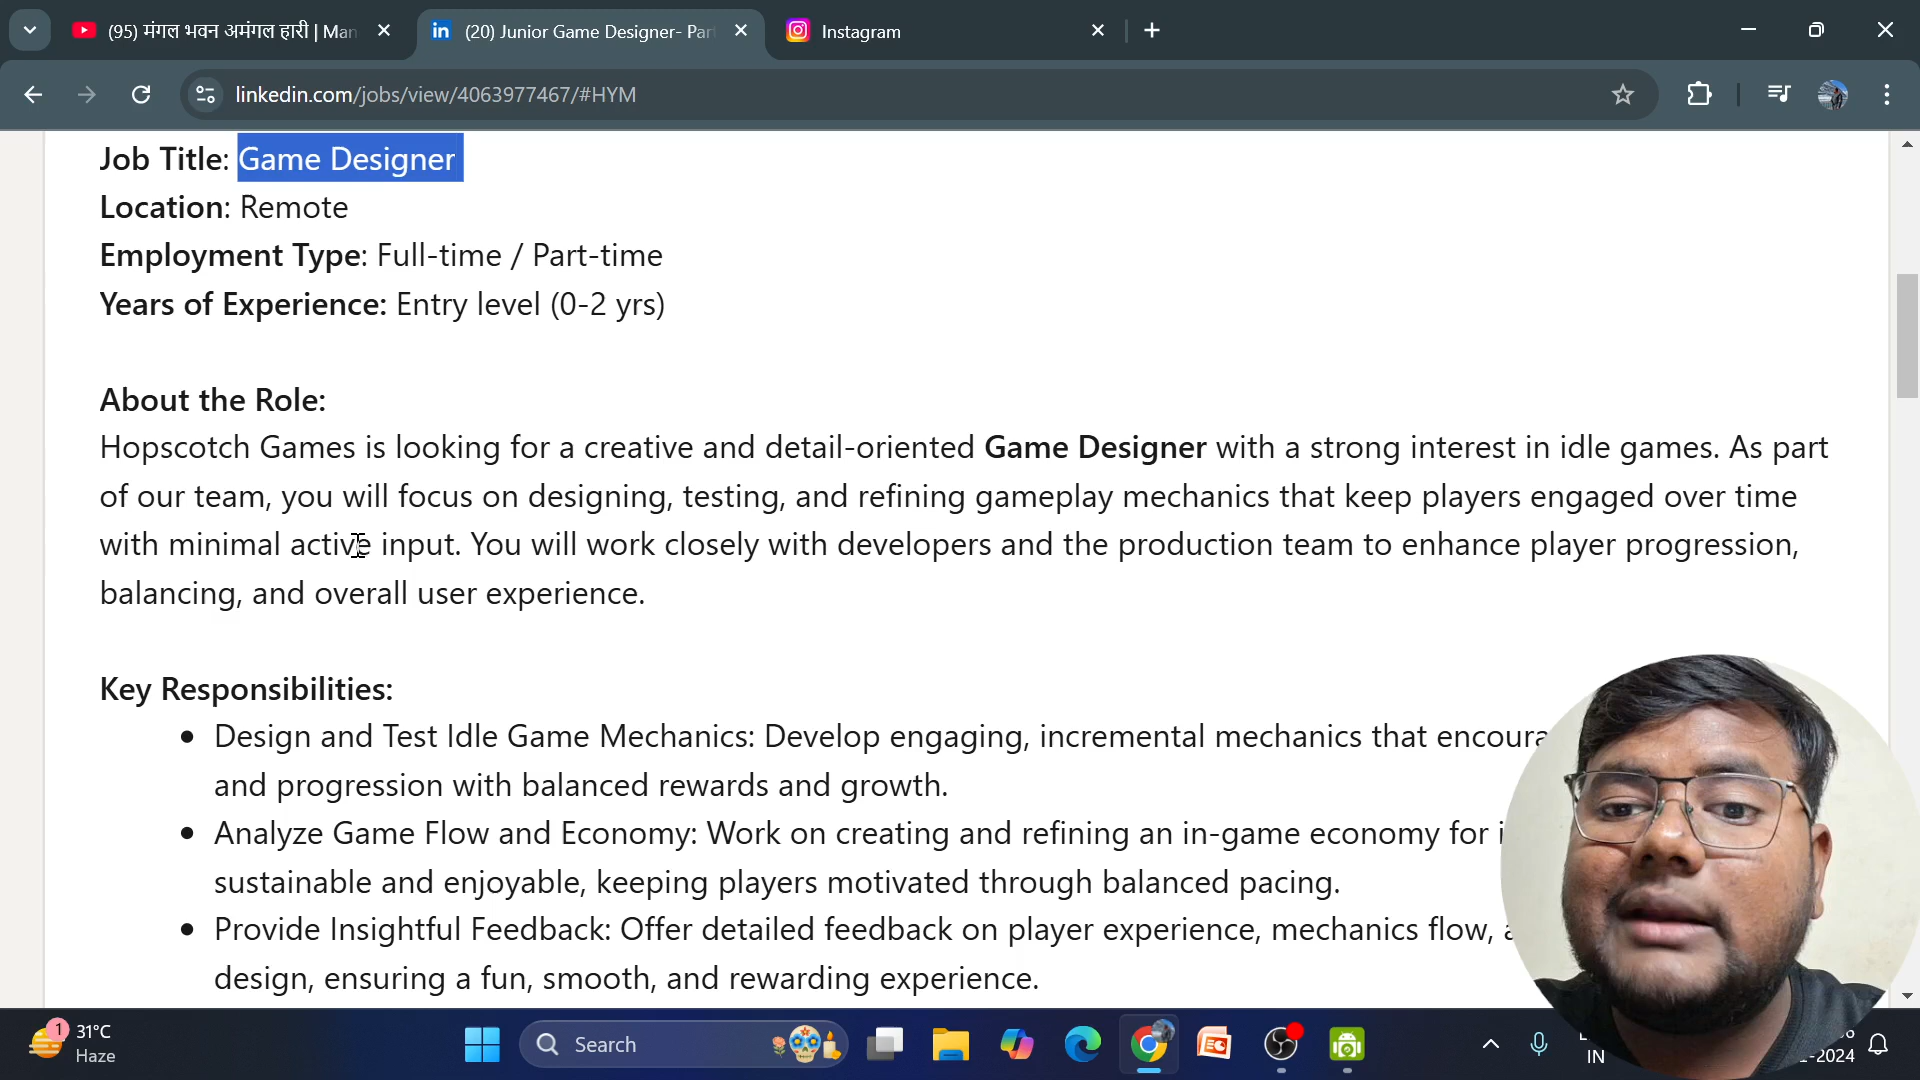 (95) मंगल भवन अमंगल हारी | Man
(20) Junior Game Designer- Par
Instagram
linkedin.com/jobs/view/4063977467/#HYM
Job Title: Game Designer
Location: Remote
Employment Type: Full-time / Part-time
Years of Experience: Entry level (0-2 yrs)
About the Role:
Hopscotch Games is looking for a creative and detail-oriented Game Designer with a strong interest in idle games. As part
of our team, you will focus on designing, testing, and refining gameplay mechanics that keep players engaged over time
with minimal active input. You will work closely with developers and the production team to enhance player progression,
balancing, and overall user experience.
Key Responsibilities:
Design and Test Idle Game Mechanics: Develop engaging, incremental mechanics that encoura
and progression with balanced rewards and growth.
Analyze Game Flow and Economy: Work on creating and refining an in-game economy for i
sustainable and enjoyable, keeping players motivated through balanced pacing.
Provide Insightful Feedback: Offer detailed feedback on player experience, mechanics flow, a
design, ensuring a fun, smooth, and rewarding experience.
1
31°C
Haze
Search
IN
-2024